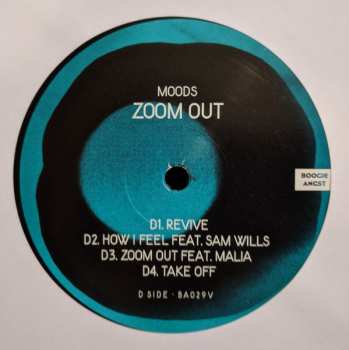 MOODS
ZOOM OUT
BOOGIE
ANGST
D1. REVIVE
D2. HOW I FEEL FEAT. SAM WILLS
D3. ZOOM OUT FEAT. MALIA
D4. TAKE OFF
D SIDE · BA029V